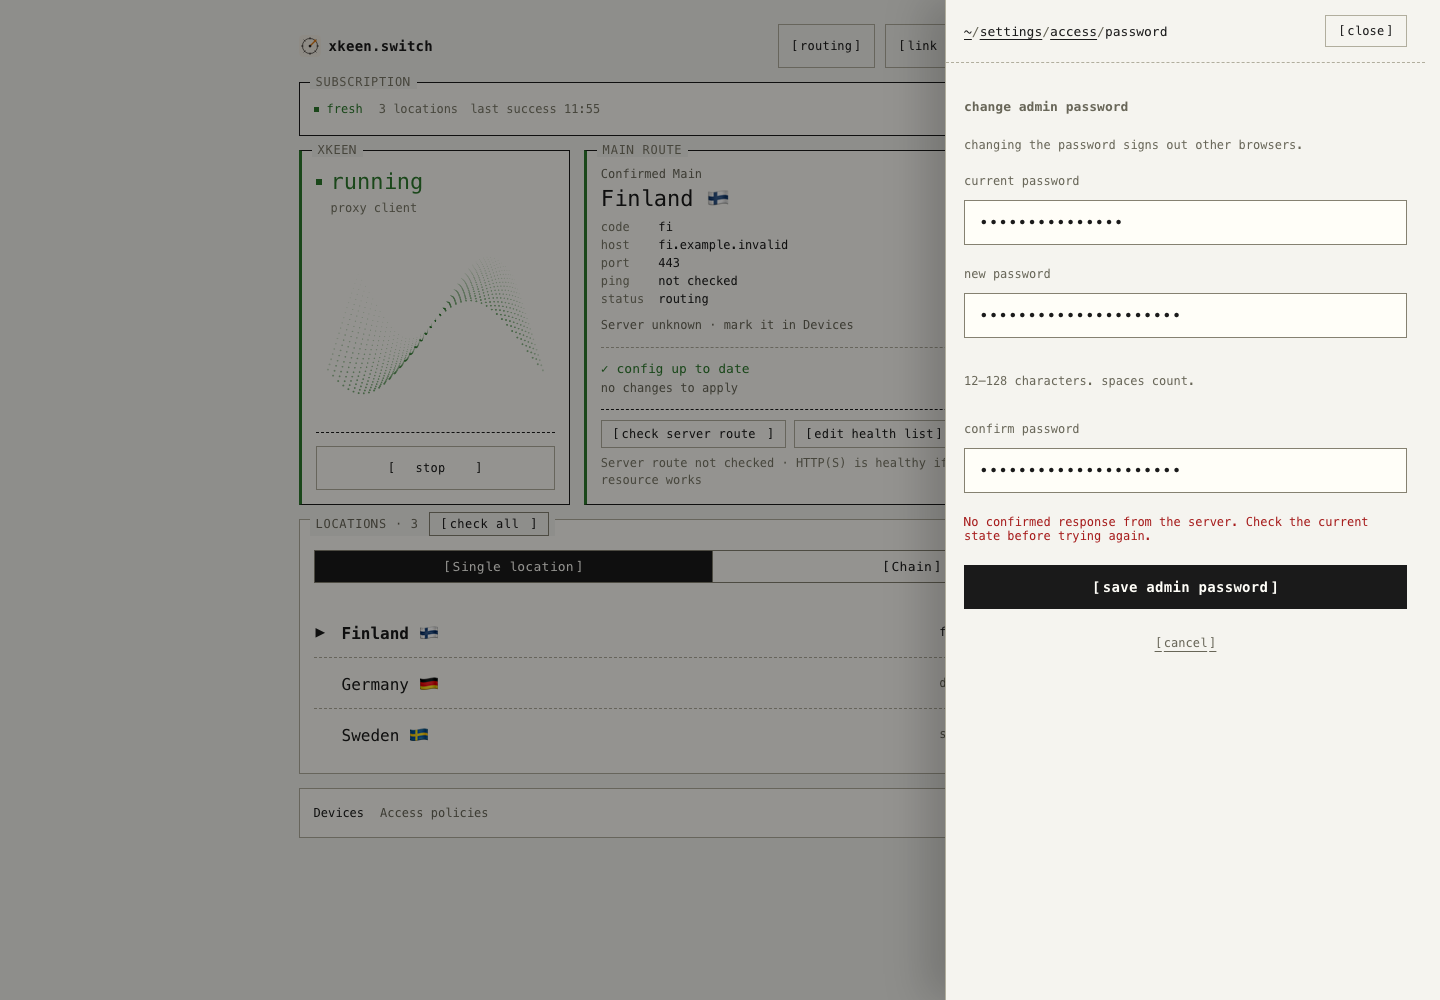 xkeen.switch
[routing]
[link
SUBSCRIPTION
fresh 3 locations last success 11:55
XKEEN
running
proxy client
[ stop ]
MAIN ROUTE
Confirmed Main
Finland
code fi
host fi.example.invalid
port 443
ping not checked
status routing
Server unknown · mark it in Devices
✓ config up to date
no changes to apply
[check server route ] [edit health list]
Server route not checked · HTTP(S) is healthy if
resource works
LOCATIONS · 3 [check all ]
[Single location] [Chain]
▶ Finland f
Germany d
Sweden s
Devices Access policies
~/settings/access/password
[close]
change admin password
changing the password signs out other browsers.
current password
•••••••••••••••
new password
•••••••••••••••••••••
12–128 characters. spaces count.
confirm password
•••••••••••••••••••••
No confirmed response from the server. Check the current
state before trying again.
[save admin password]
[cancel]